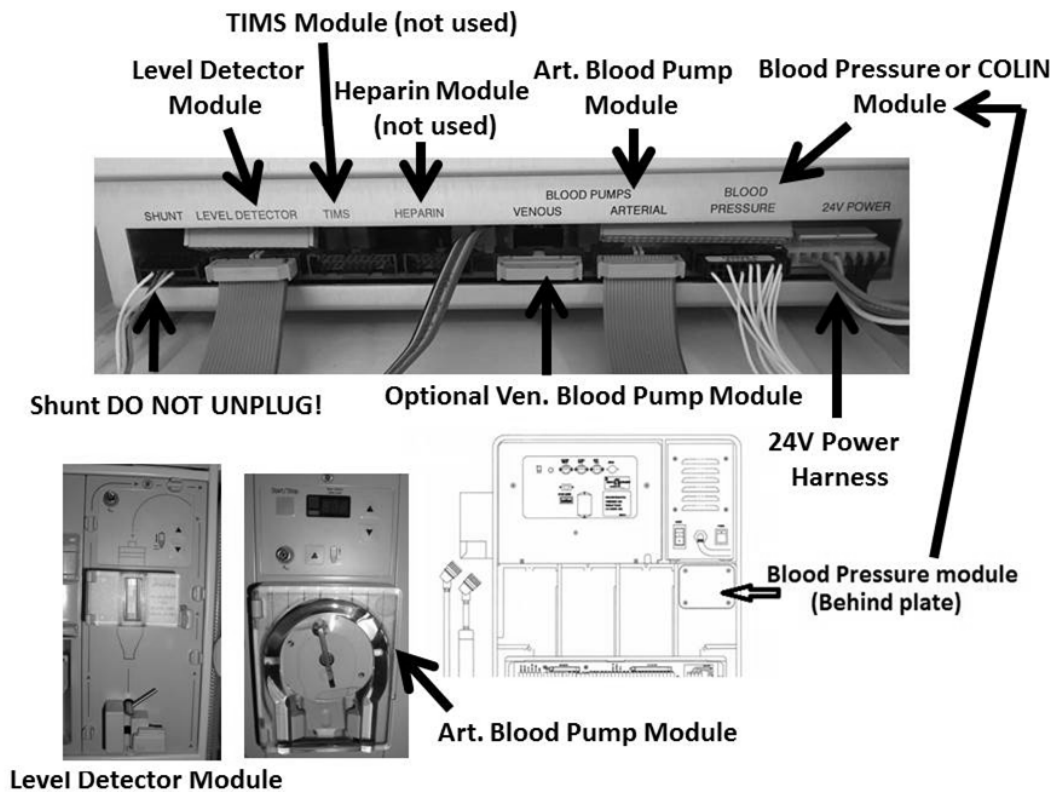 TIMS Module (not used)
Level Detector
Module
Heparin Module
(not used)
Art. Blood Pump
Module
Blood Pressure or COLIN
Module
SHUNT
LEVEL DETECTOR
TIMS
HEPARIN
BLOOD PUMPS
VENOUS
ARTERIAL
BLOOD
PRESSURE
24V POWER
Shunt DO NOT UNPLUG!
Optional Ven. Blood Pump Module
24V Power
Harness
Blood Pressure module
(Behind plate)
Art. Blood Pump Module
Level Detector Module